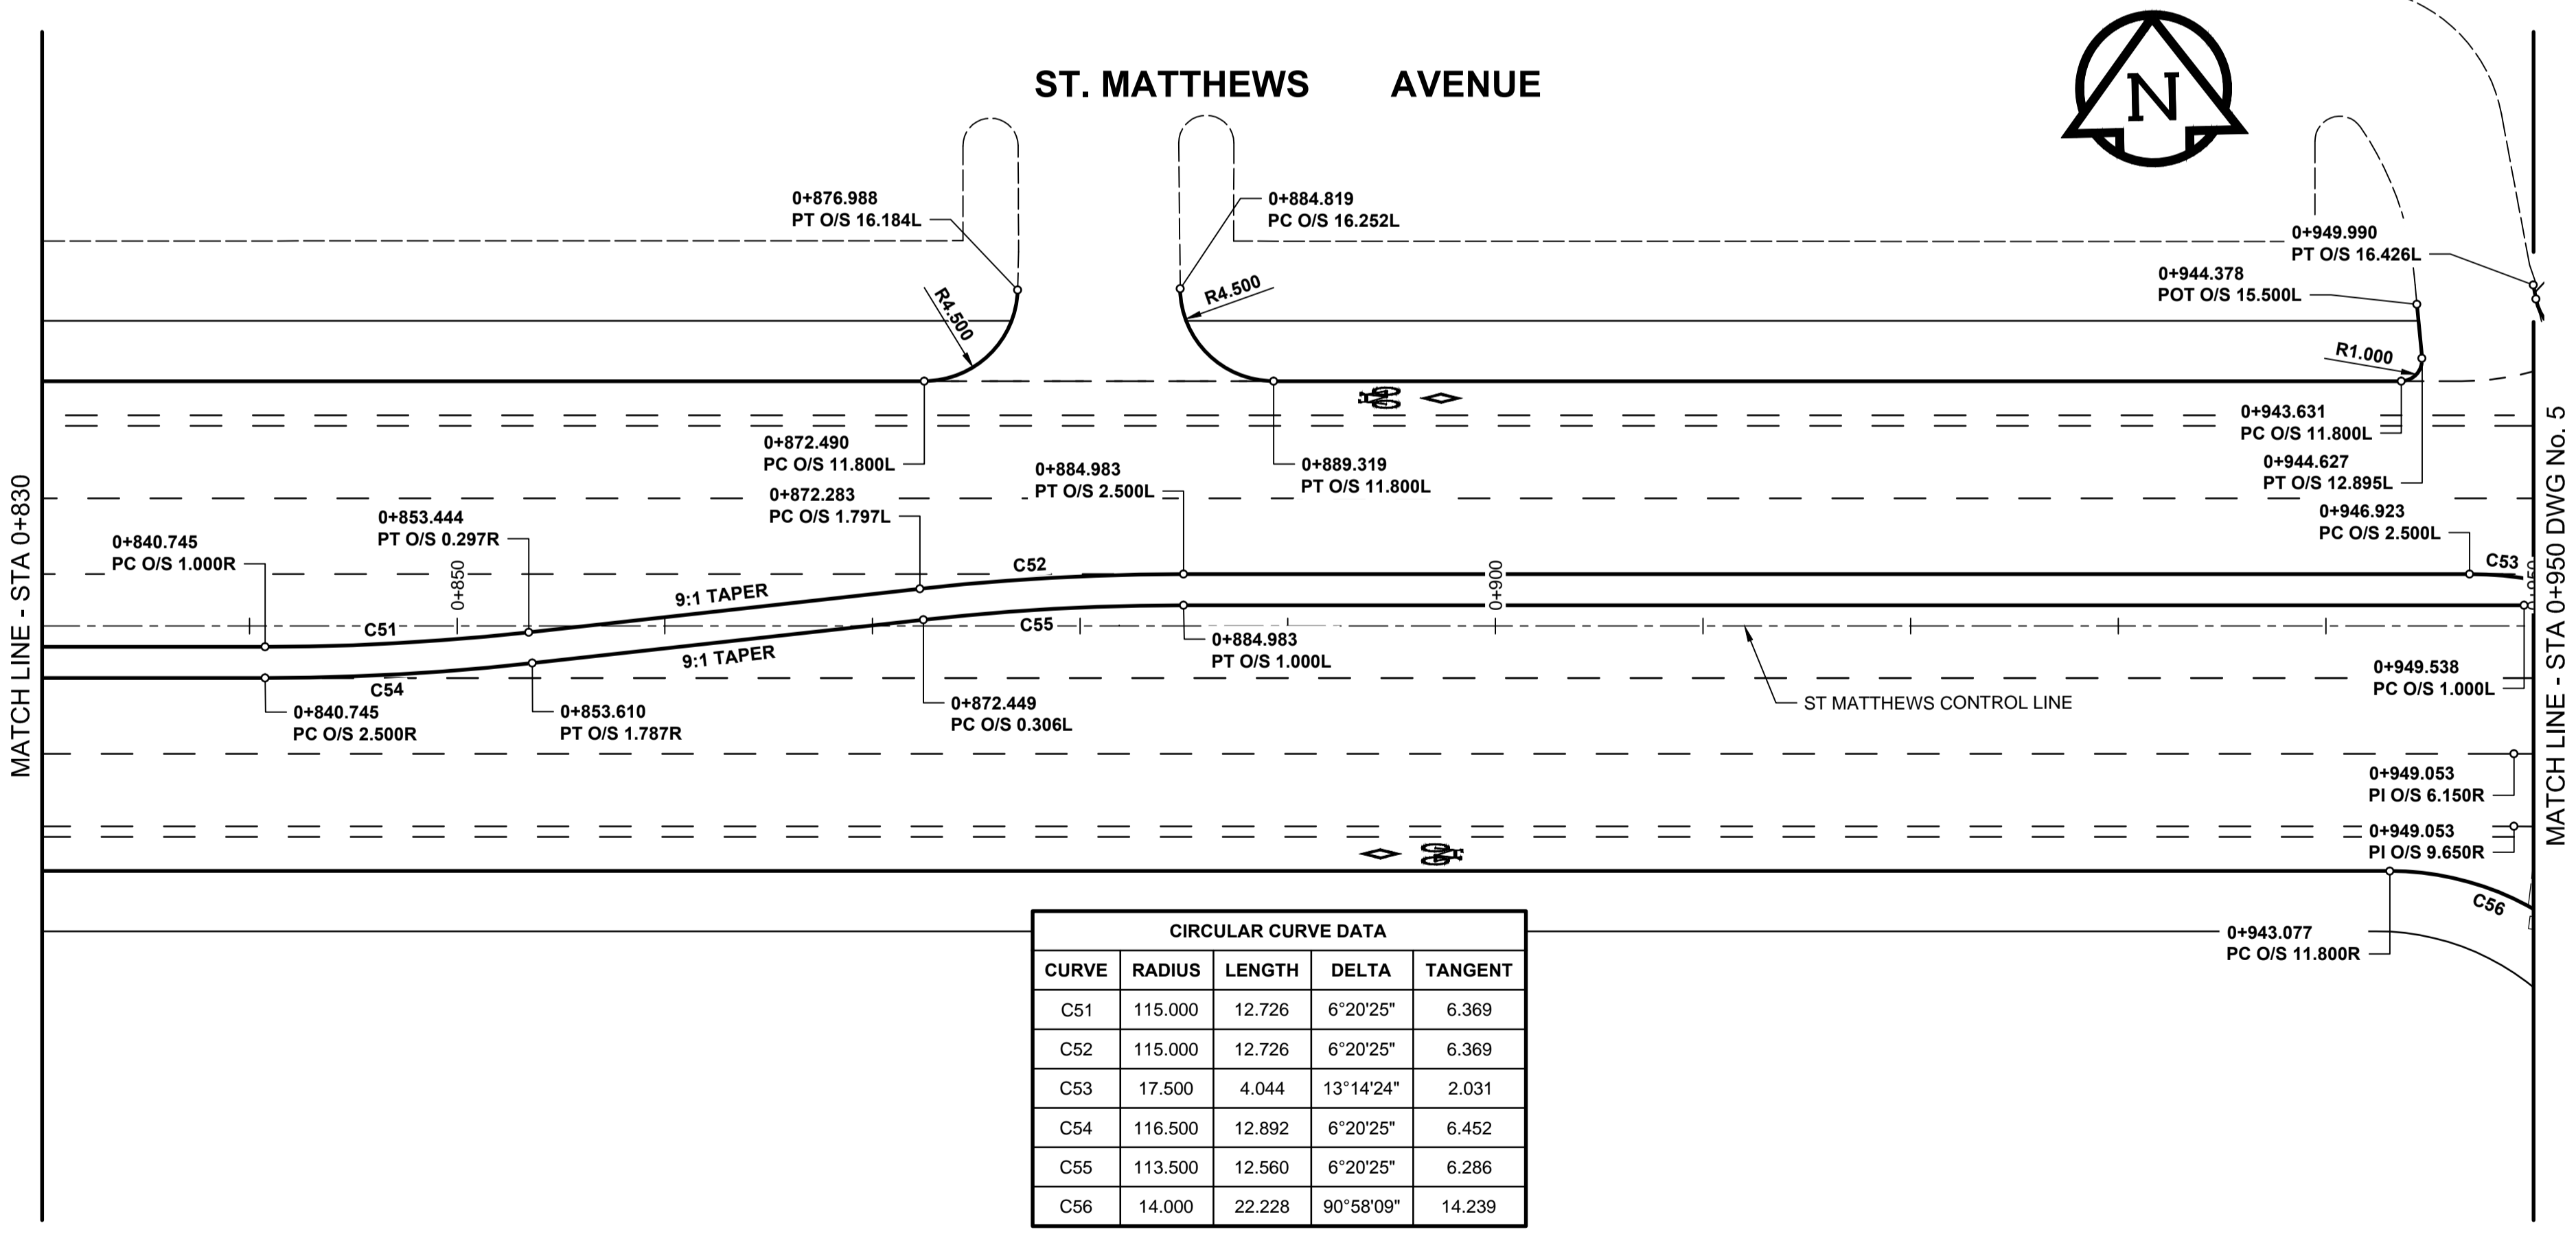 ST. MATTHEWS AVENUE
N
0+876.988
PT O/S 16.184L
0+884.819
PC O/S 16.252L
0+949.990
PT O/S 16.426L
0+944.378
POT O/S 15.500L
R4.500
R4.500
R1.000
0+872.490
PC O/S 11.800L
0+889.319
PT O/S 11.800L
0+943.631
PC O/S 11.800L
0+944.627
PT O/S 12.895L
0+884.983
PT O/S 2.500L
0+872.283
PC O/S 1.797L
0+853.444
PT O/S 0.297R
0+840.745
PC O/S 1.000R
0+946.923
PC O/S 2.500L
MATCH LINE - STA 0+830
MATCH LINE - STA 0+950 DWG No. 5
0+850
0+900
C51
9:1 TAPER
C52
C53
C54
9:1 TAPER
C55
0+884.983
PT O/S 1.000L
0+949.538
PC O/S 1.000L
ST MATTHEWS CONTROL LINE
0+840.745
PC O/S 2.500R
0+853.610
PT O/S 1.787R
0+872.449
PC O/S 0.306L
0+949.053
PI O/S 6.150R
0+949.053
PI O/S 9.650R
C56
0+943.077
PC O/S 11.800R
CIRCULAR CURVE DATA
CURVE RADIUS LENGTH DELTA TANGENT
C51 115.000 12.726 6°20'25" 6.369
C52 115.000 12.726 6°20'25" 6.369
C53 17.500 4.044 13°14'24" 2.031
C54 116.500 12.892 6°20'25" 6.452
C55 113.500 12.560 6°20'25" 6.286
C56 14.000 22.228 90°58'09" 14.239